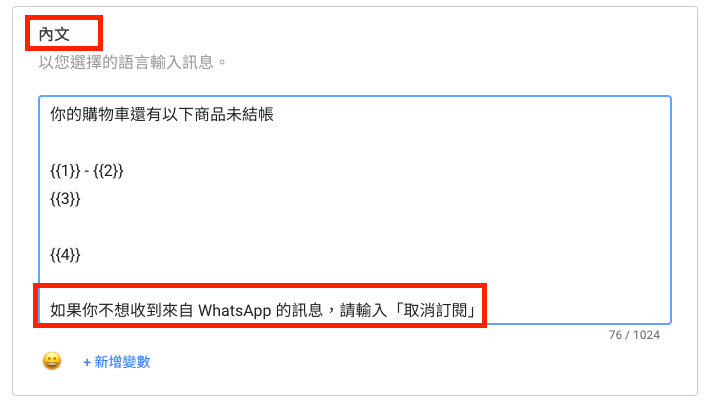 內文
以您選擇的語言輸入訊息。
你的購物車還有以下商品未結帳
{{1}} - {{2}}
{{3}}
{{4}}
如果你不想收到來自 WhatsApp 的訊息，請輸入「取消訂閱」
76 / 1024
+ 新增變數